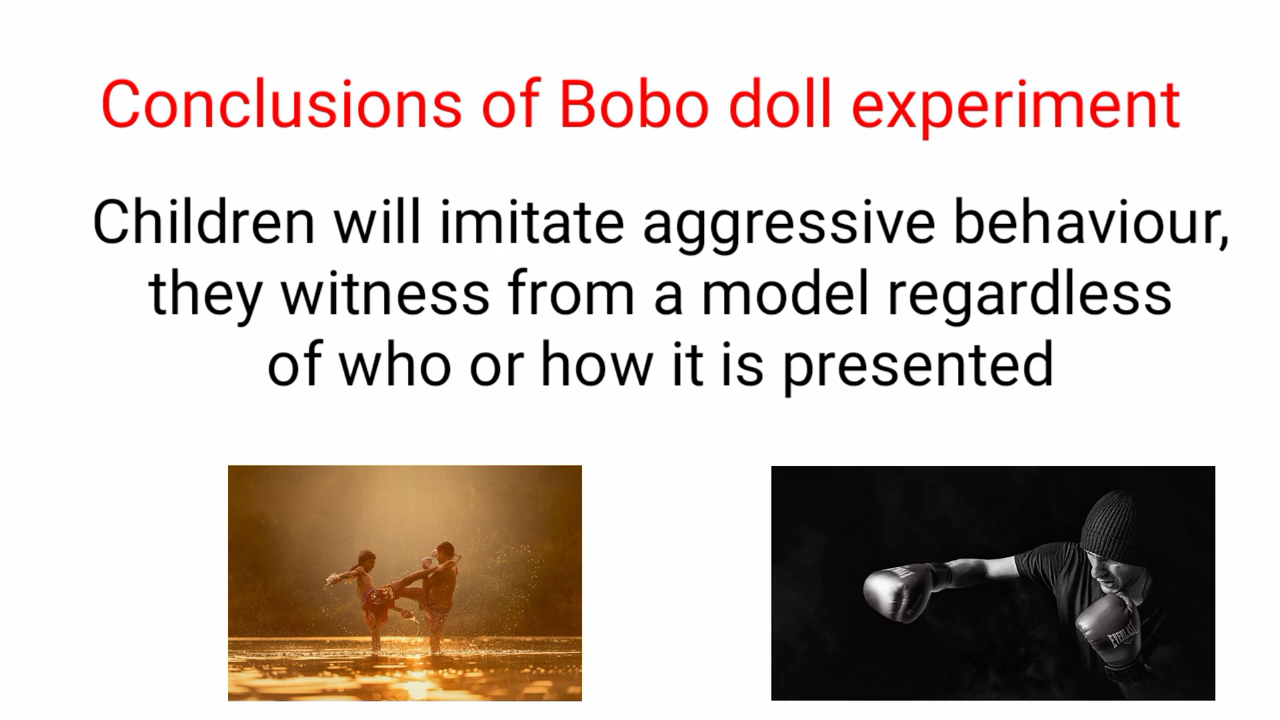 Conclusions of Bobo doll experiment
Children will imitate aggressive behaviour,
they witness from a model regardless
of who or how it is presented
EVERLAST